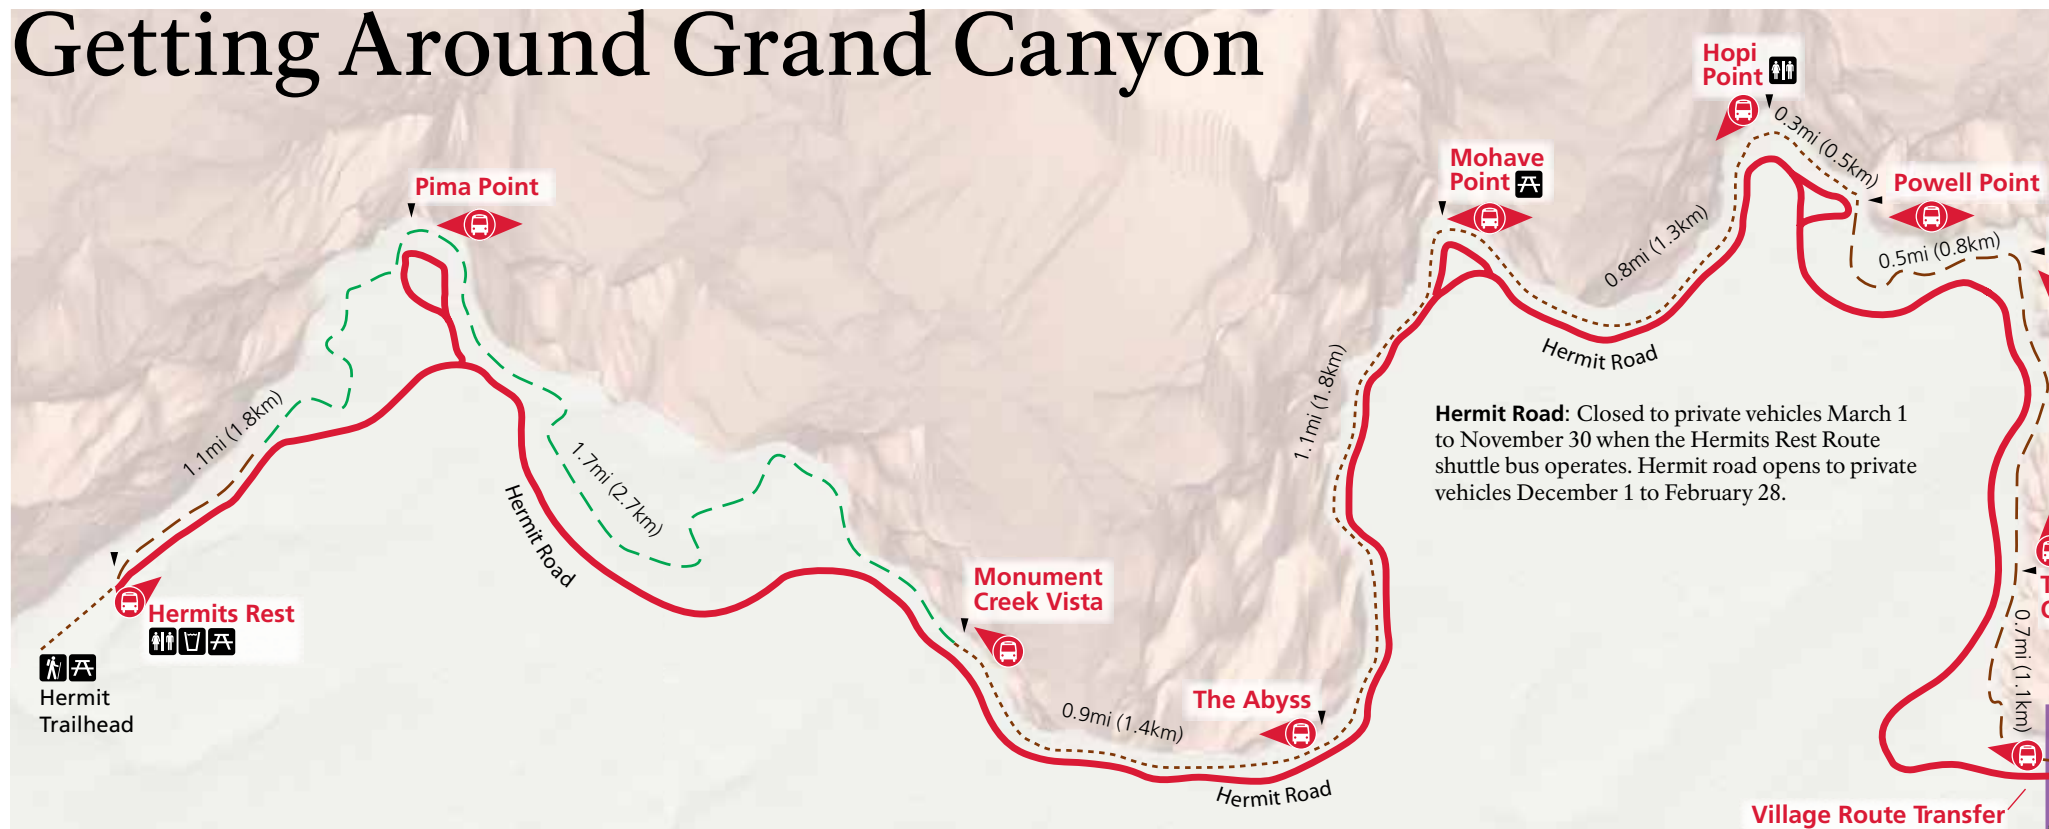 Getting Around Grand Canyon
Hopi
Point
0.3mi (0.5km)
Mohave
Point
Powell Point
Pima Point
0.8mi (1.3km)
0.5mi (0.8km)
Hermit Road
1.1mi (1.8km)
1.1mi (1.8km)
Hermit Road: Closed to private vehicles March 1
to November 30 when the Hermits Rest Route
shuttle bus operates. Hermit road opens to private
vehicles December 1 to February 28.
1.7mi (2.7km)
Hermit Road
Monument
Creek Vista
Hermits Rest
0.7mi (1.1km)
Hermit
Trailhead
The Abyss
0.9mi (1.4km)
Hermit Road
Village Route Transfer